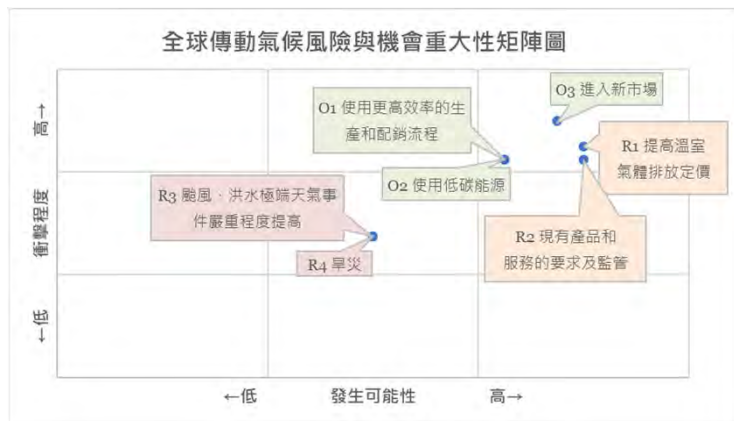 全球傳動氣候風險與機會重大性矩陣圖
高→
衝擊程度
←低
O3 進入新市場
O1 使用更高效率的生
產和配銷流程
R1 提高溫室
氣體排放定價
O2 使用低碳能源
R3 颱風、洪水極端天氣事
件嚴重程度提高
R2 現有產品和
服務的要求及監管
R4 旱災
←低
發生可能性
高→